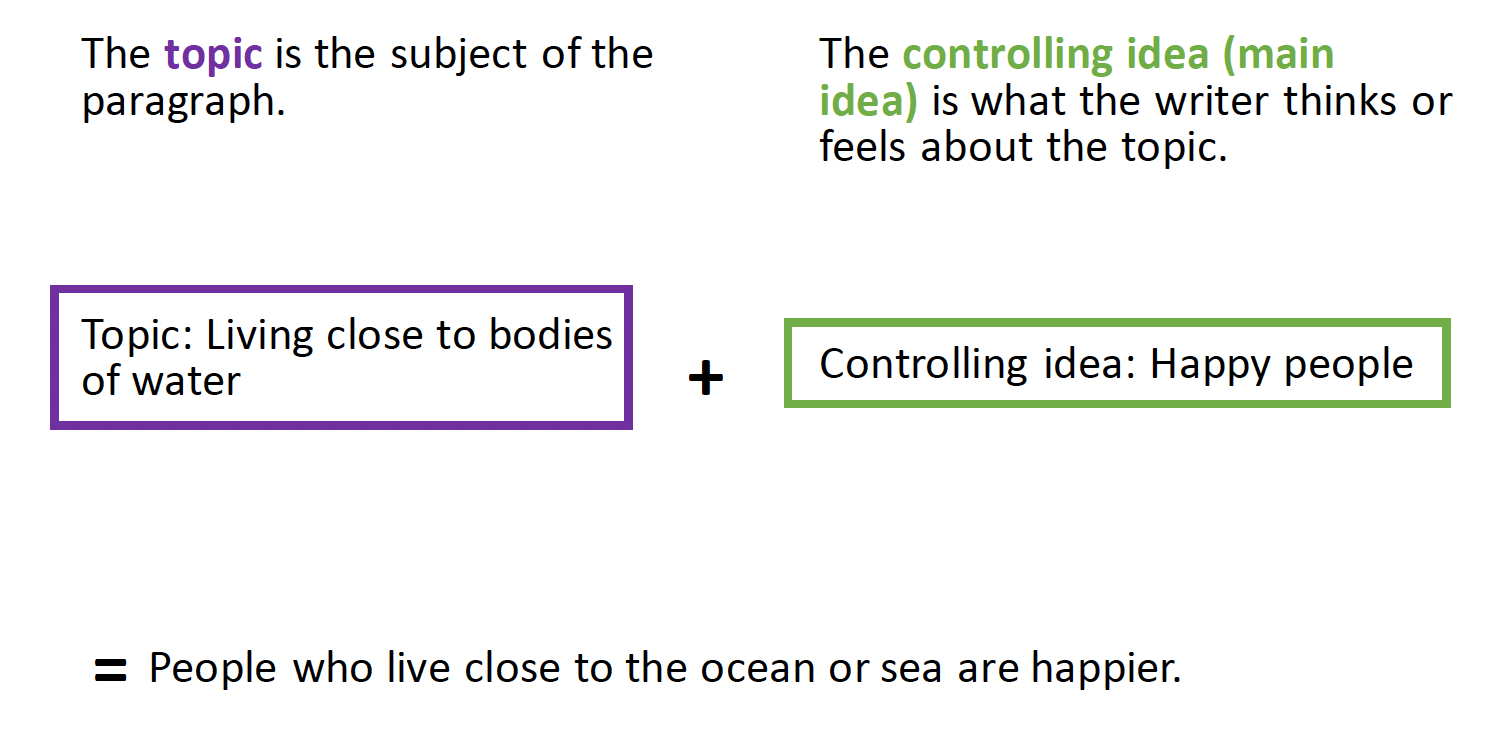 The topic is the subject of the
paragraph.
The controlling idea (main
idea) is what the writer thinks or
feels about the topic.
Topic: Living close to bodies
of water
+
Controlling idea: Happy people
= People who live close to the ocean or sea are happier.